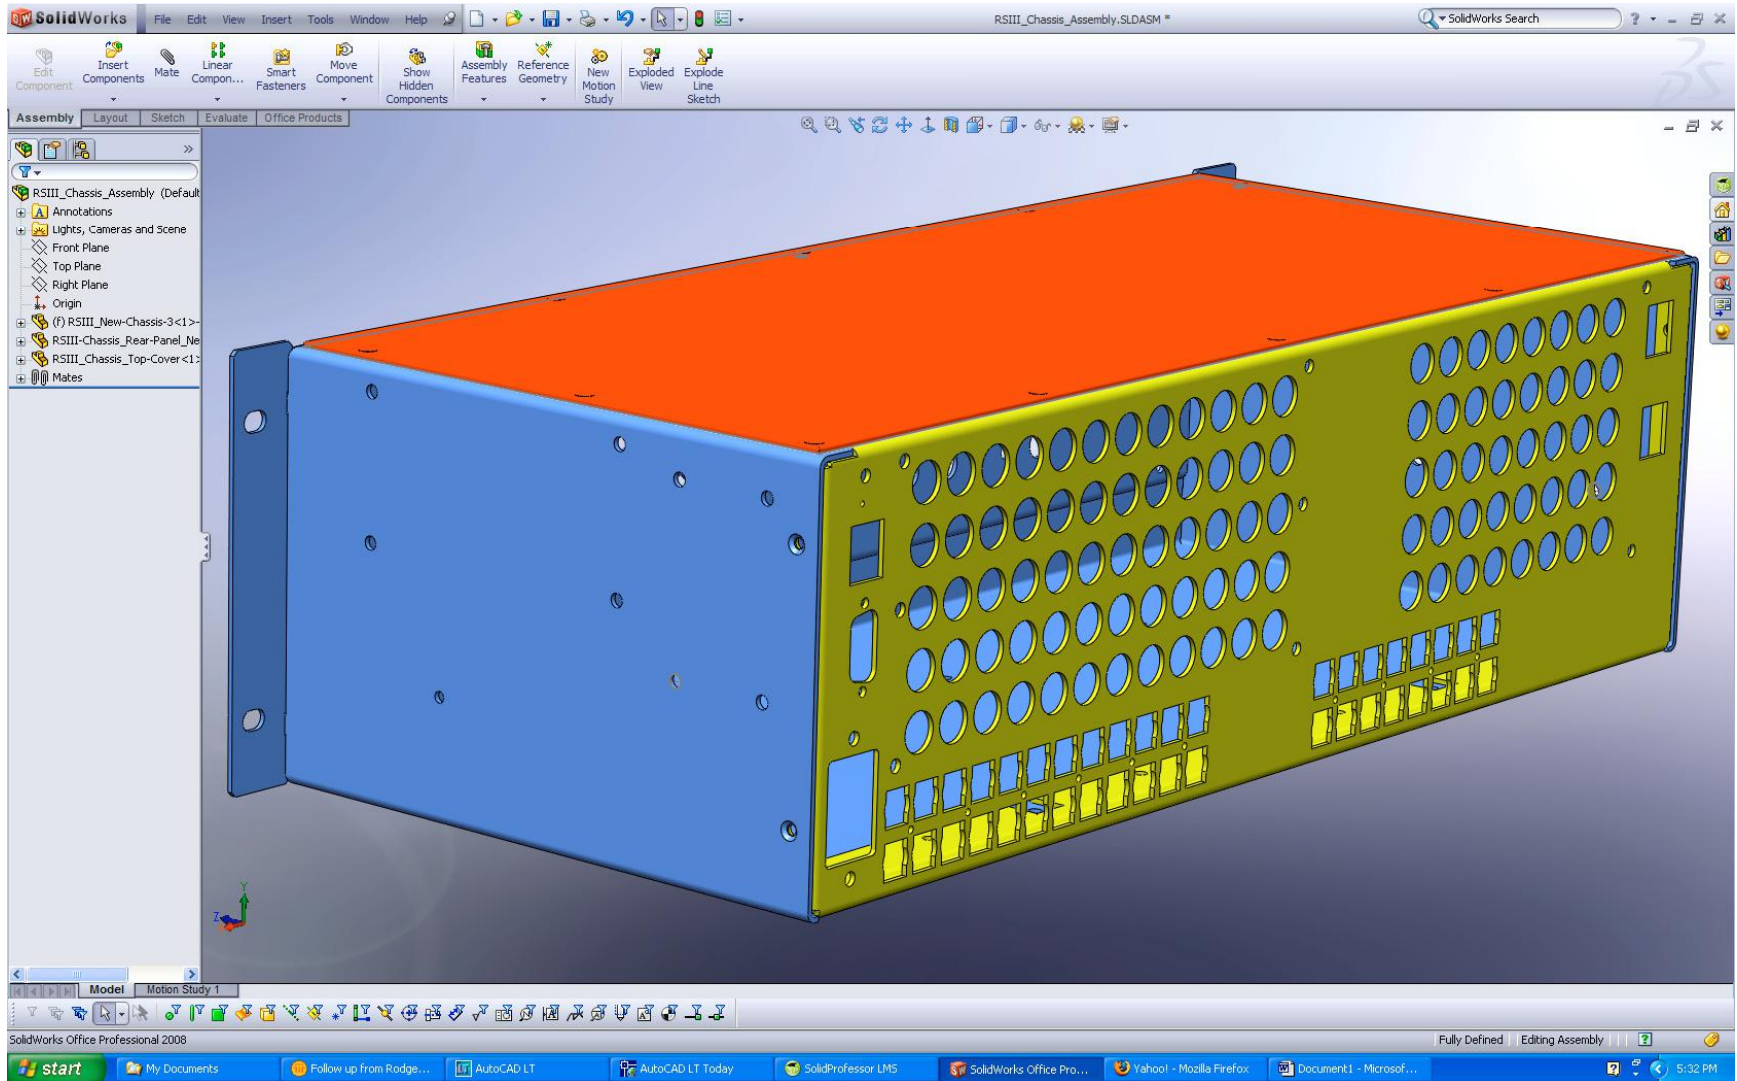 SolidWorks File Edit View Insert Tools Window Help RSIII_Chassis_Assembly.SLDASM * SolidWorks Search ?
Edit Component
Insert Components
Mate
Linear Compon...
Smart Fasteners
Move Component
Show Hidden Components
Assembly Features
Reference Geometry
New Motion Study
Exploded View
Explode Line Sketch
Assembly Layout Sketch Evaluate Office Products
RSIII_Chassis_Assembly (Default
Annotations
Lights, Cameras and Scene
Front Plane
Top Plane
Right Plane
Origin
(f) RSIII_New-Chassis-3<1>-
RSIII-Chassis_Rear-Panel_Ne
RSIII_Chassis_Top-Cover<1>
Mates
Y
Z
Model Motion Study 1
SolidWorks Office Professional 2008 Fully Defined Editing Assembly
start My Documents Follow up from Rodge... AutoCAD LT AutoCAD LT Today SolidProfessor LMS SolidWorks Office Pro... Yahoo! - Mozilla Firefox Document1 - Microsof... 5:32 PM